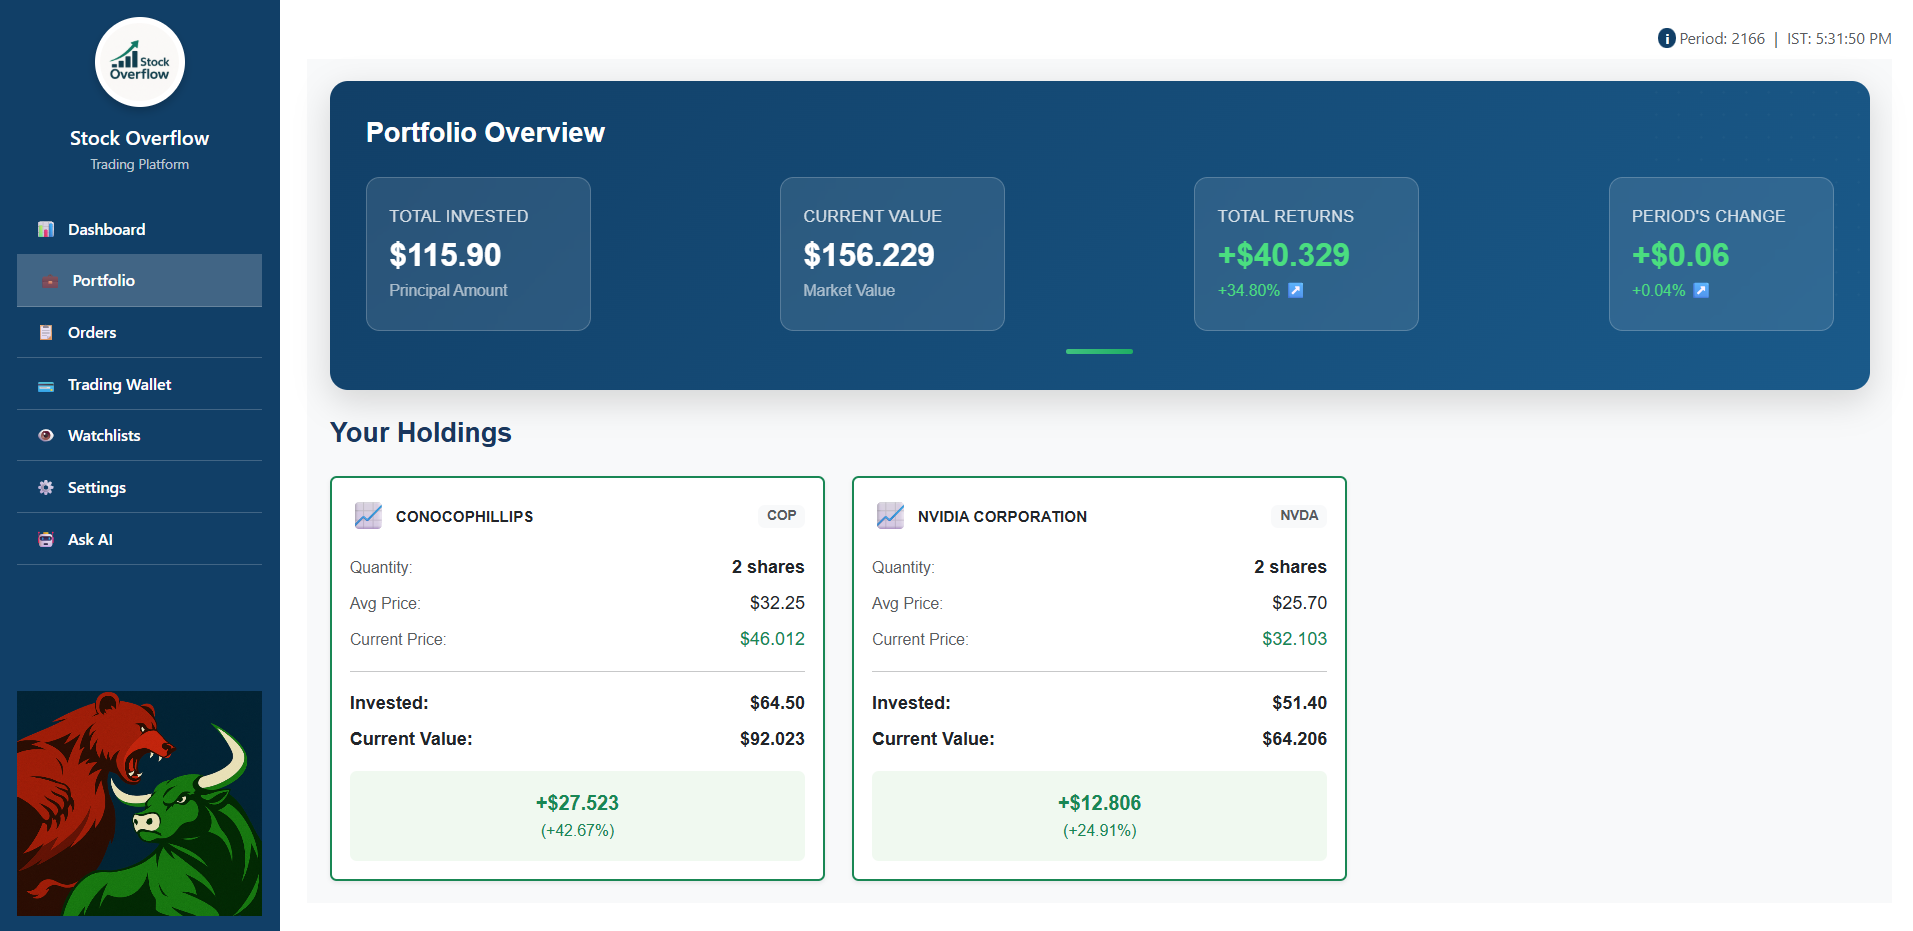 Stock
Overflow
Stock Overflow
Trading Platform
Dashboard
Portfolio
Orders
Trading Wallet
Watchlists
Settings
Ask AI
i Period: 2166 | IST: 5:31:50 PM
Portfolio Overview
TOTAL INVESTED
$115.90
Principal Amount
CURRENT VALUE
$156.229
Market Value
TOTAL RETURNS
+$40.329
+34.80%
PERIOD'S CHANGE
+$0.06
+0.04%
Your Holdings
CONOCOPHILLIPS COP
Quantity: 2 shares
Avg Price: $32.25
Current Price: $46.012
Invested: $64.50
Current Value: $92.023
+$27.523
(+42.67%)
NVIDIA CORPORATION NVDA
Quantity: 2 shares
Avg Price: $25.70
Current Price: $32.103
Invested: $51.40
Current Value: $64.206
+$12.806
(+24.91%)